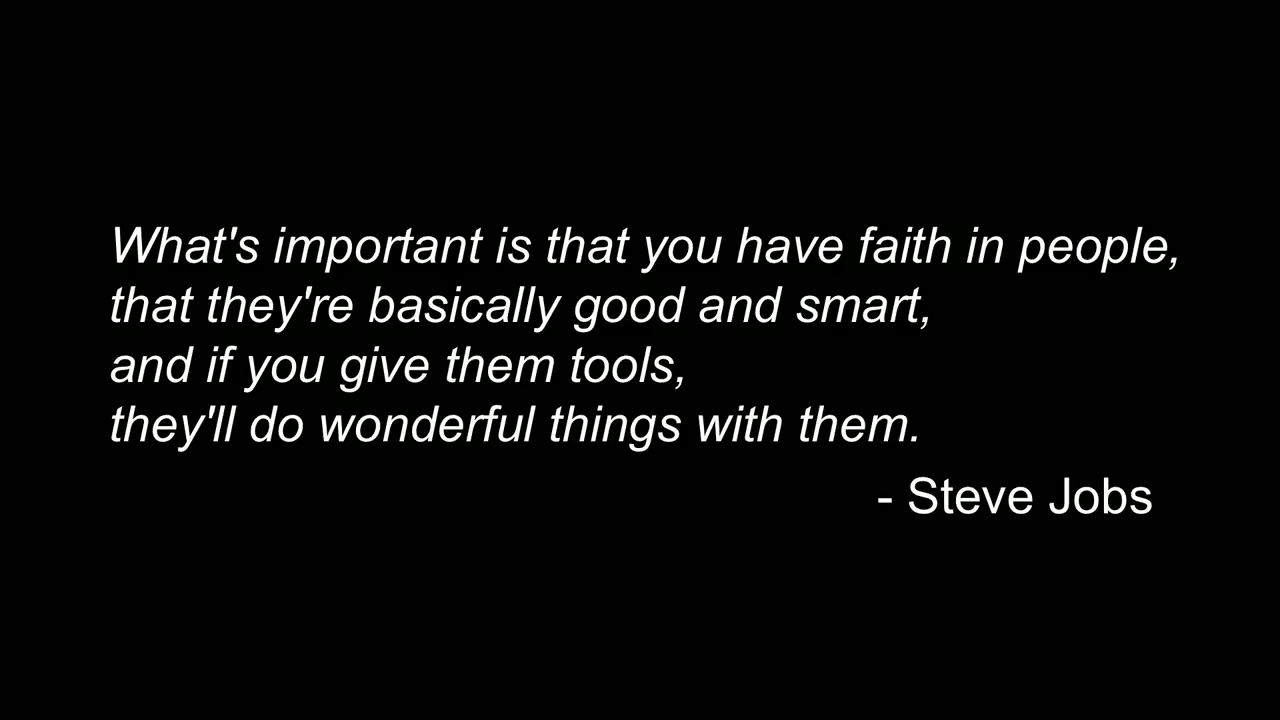 What's important is that you have faith in people,
that they're basically good and smart,
and if you give them tools,
they'll do wonderful things with them.
- Steve Jobs